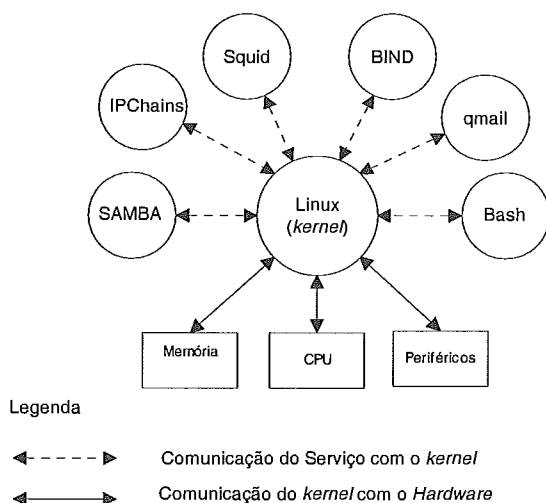 Squid
BIND
IPChains
qmail
SAMBA
Linux
(kernel)
Bash
Memória
CPU
Periféricos
Legenda
Comunicação do Serviço com o kernel
Comunicação do kernel com o Hardware